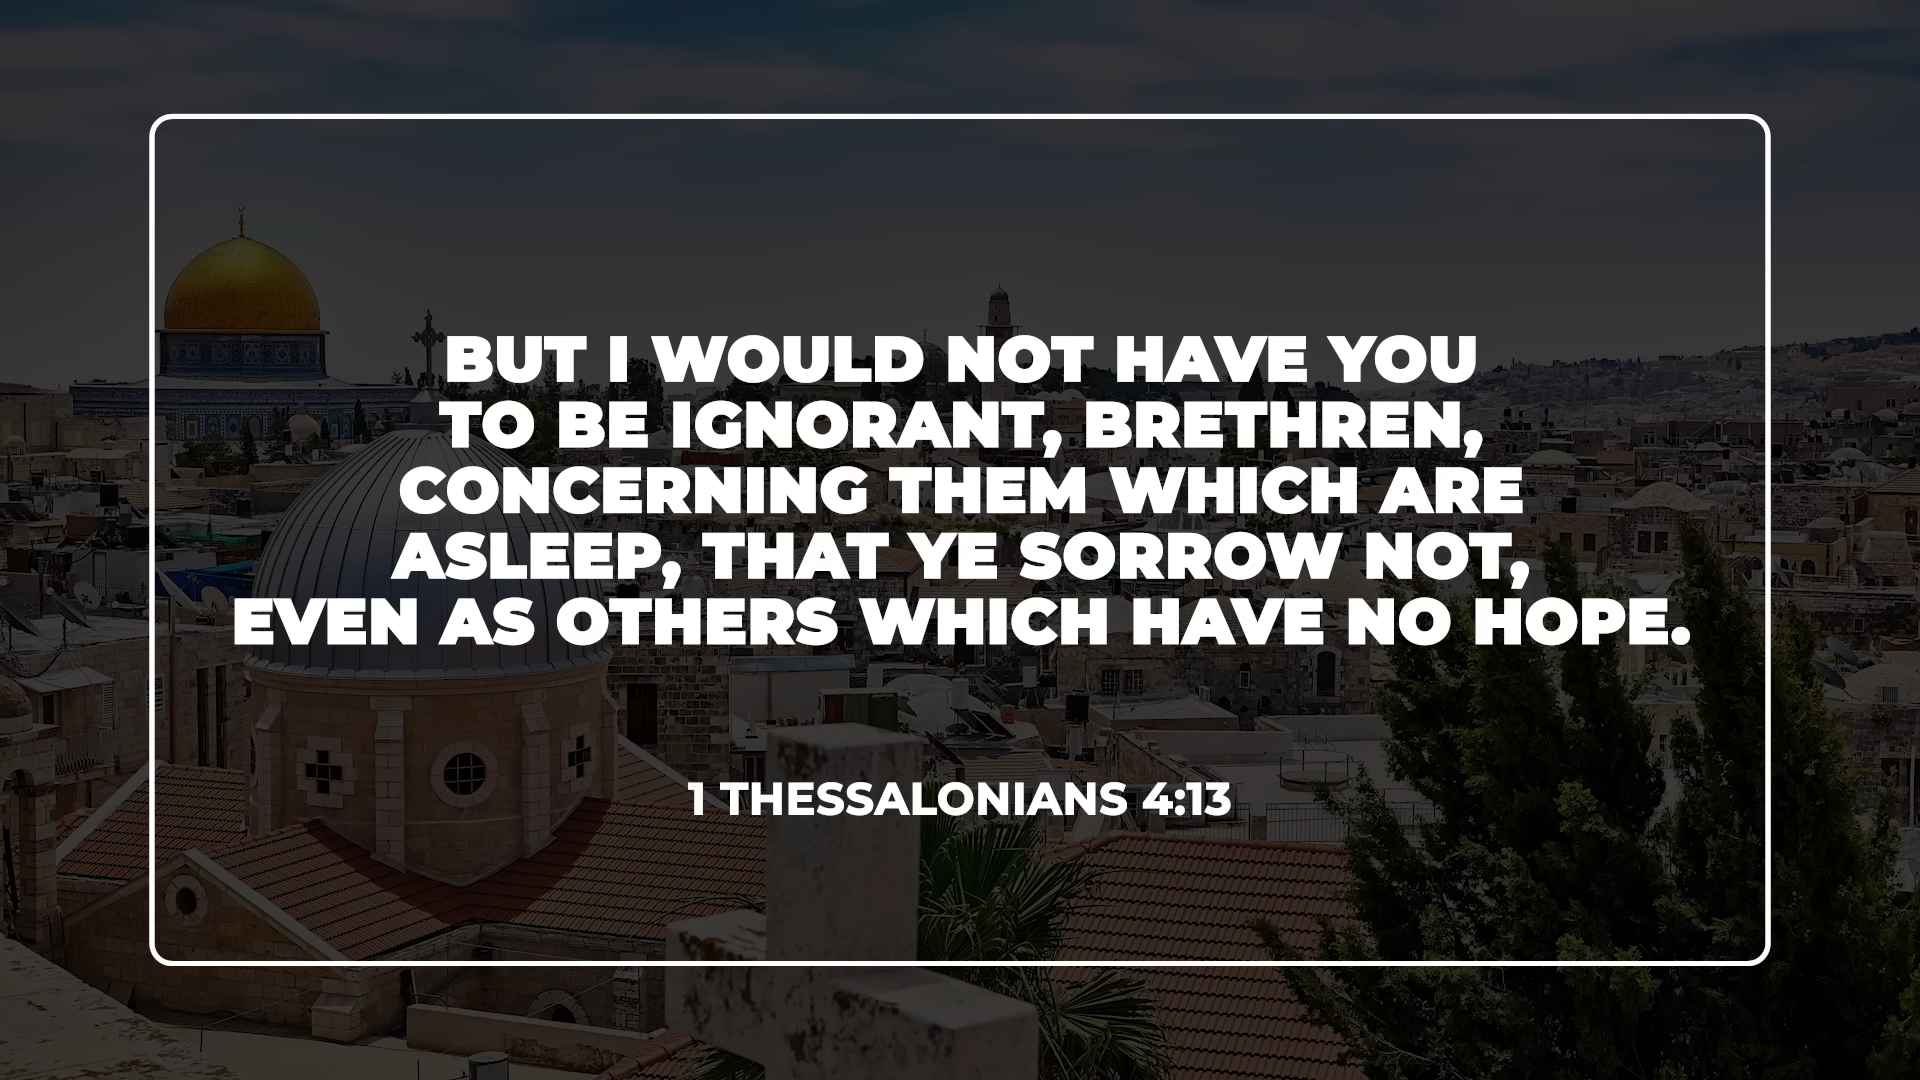 BUT I WOULD NOT HAVE YOU
TO BE IGNORANT, BRETHREN,
CONCERNING THEM WHICH ARE
ASLEEP, THAT YE SORROW NOT,
EVEN AS OTHERS WHICH HAVE NO HOPE.
1 THESSALONIANS 4:13